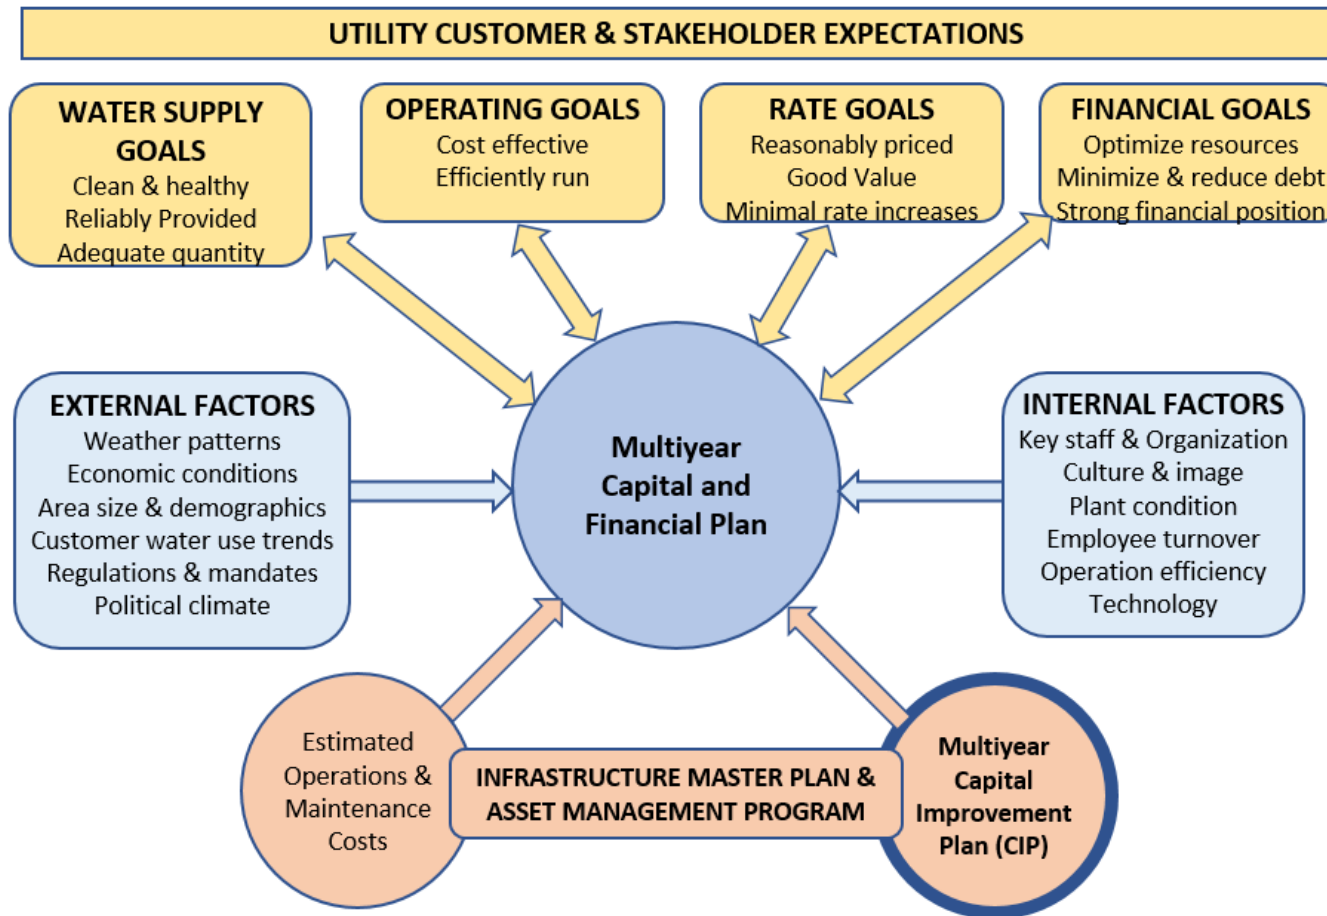 UTILITY CUSTOMER & STAKEHOLDER EXPECTATIONS
WATER SUPPLY
GOALS
Clean & healthy
Reliably Provided
Adequate quantity
OPERATING GOALS
Cost effective
Efficiently run
RATE GOALS
Reasonably priced
Good Value
Minimal rate increases
FINANCIAL GOALS
Optimize resources
Minimize & reduce debt
Strong financial position
EXTERNAL FACTORS
Weather patterns
Economic conditions
Area size & demographics
Customer water use trends
Regulations & mandates
Political climate
Multiyear
Capital and
Financial Plan
INTERNAL FACTORS
Key staff & Organization
Culture & image
Plant condition
Employee turnover
Operation efficiency
Technology
Estimated
Operations &
Maintenance
Costs
INFRASTRUCTURE MASTER PLAN &
ASSET MANAGEMENT PROGRAM
Multiyear
Capital
Improvement
Plan (CIP)